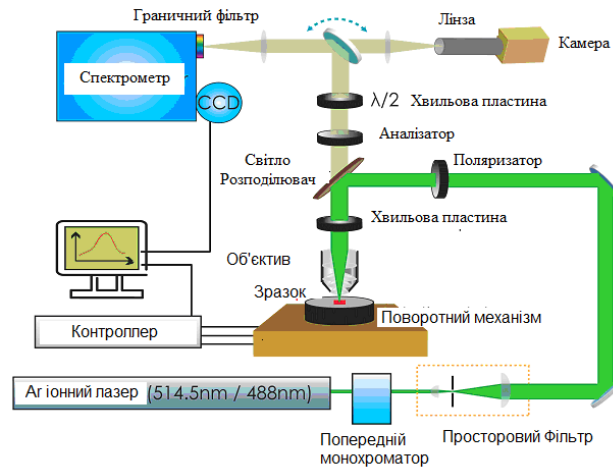 Граничний фільтр
Лінза
Спектрометр
Камера
CCD
λ/2 Хвильова пластина
Аналізатор
Світло
Розподілювач
Поляризатор
Хвильова пластина
Об'єктив
Зразок
Поворотний механізм
Контроллер
Ar іонний лазер (514.5nm / 488nm)
Попередній
монохроматор
Просторовий Фільтр